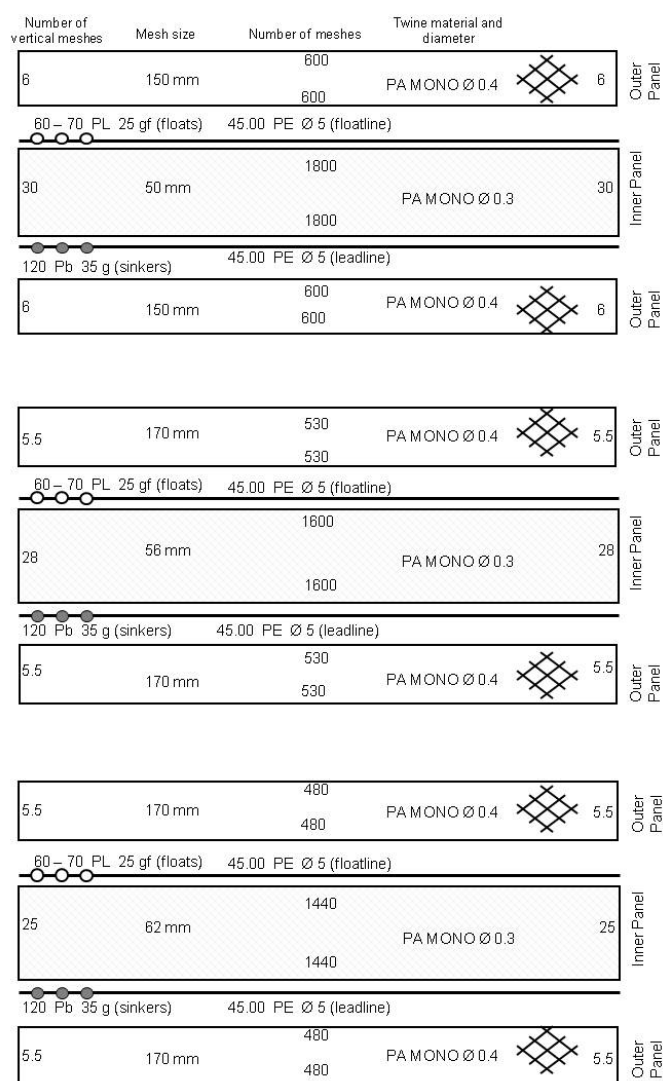 Number of vertical meshes
Mesh size
Number of meshes
Twine material and diameter
600
6 150 mm PA MONO Ø 0.4 6 Outer Panel
600
60 – 70 PL 25 gf (floats) 45.00 PE Ø 5 (floatline)
1800
30 50 mm PA MONO Ø 0.3 30 Inner Panel
1800
45.00 PE Ø 5 (leadline)
120 Pb 35 g (sinkers)
600
6 150 mm PA MONO Ø 0.4 6 Outer Panel
600
530
5.5 170 mm PA MONO Ø 0.4 5.5 Outer Panel
530
60 – 70 PL 25 gf (floats) 45.00 PE Ø 5 (floatline)
1600
28 56 mm PA MONO Ø 0.3 28 Inner Panel
1600
120 Pb 35 g (sinkers) 45.00 PE Ø 5 (leadline)
530
5.5 170 mm PA MONO Ø 0.4 5.5 Outer Panel
530
480
5.5 170 mm PA MONO Ø 0.4 5.5 Outer Panel
480
60 – 70 PL 25 gf (floats) 45.00 PE Ø 5 (floatline)
1440
25 62 mm PA MONO Ø 0.3 25 Inner Panel
1440
120 Pb 35 g (sinkers) 45.00 PE Ø 5 (leadline)
480
5.5 170 mm PA MONO Ø 0.4 5.5 Outer Panel
480